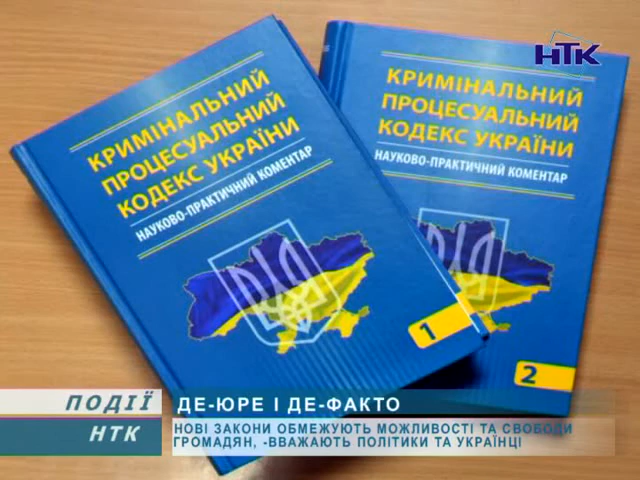 НТК
КРИМІНАЛЬНИЙ
ПРОЦЕСУАЛЬНИЙ
КОДЕКС УКРАЇНИ
НАУКОВО-ПРАКТИЧНИЙ КОМЕНТАР
1
КРИМІНАЛЬНИЙ
ПРОЦЕСУАЛЬНИЙ
КОДЕКС УКРАЇНИ
НАУКОВО-ПРАКТИЧНИЙ КОМЕНТАР
2
ПОДІЇ
НТК
ДЕ-ЮРЕ І ДЕ-ФАКТО
НОВІ ЗАКОНИ ОБМЕЖУЮТЬ МОЖЛИВОСТІ ТА СВОБОДИ
ГРОМАДЯН, -ВВАЖАЮТЬ ПОЛІТИКИ ТА УКРАЇНЦІ